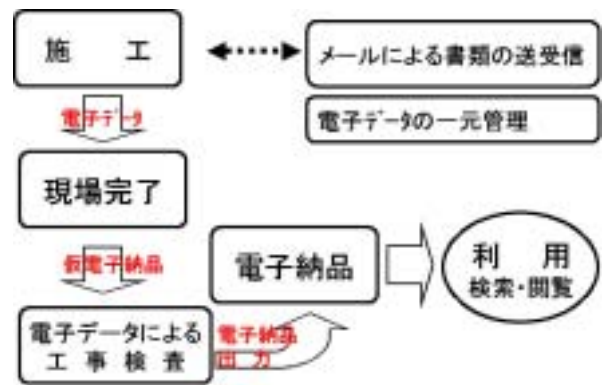 施 工
メールによる書類の送受信
電子データ
電子データの一元管理
現場完了
仮電子納品
電子納品
利 用
検索・閲覧
電子データによる
工 事 検 査
電子納品
出 力